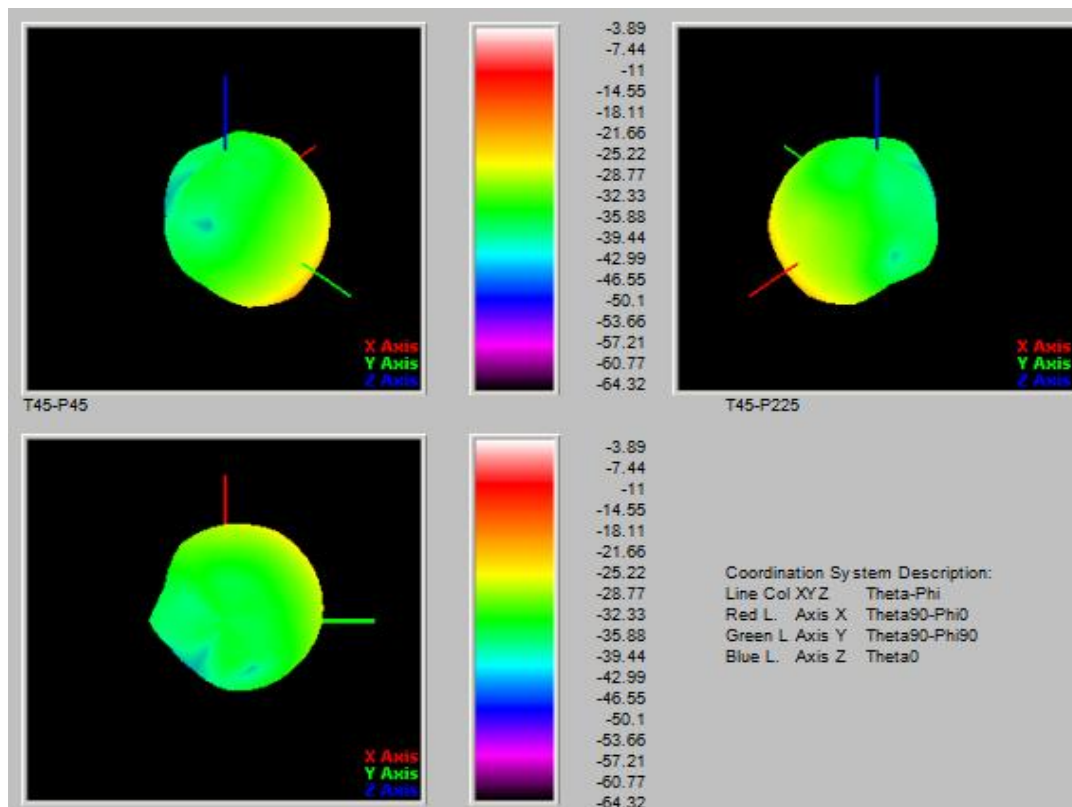 -3.89
-7.44
-11
-14.55
-18.11
-21.66
-25.22
-28.77
-32.33
-35.88
-39.44
-42.99
-46.55
-50.1
-53.66
-57.21
-60.77
-64.32
X Axis
Y Axis
Z Axis
X Axis
Y Axis
Z Axis
T45-P45
T45-P225
-3.89
-7.44
-11
-14.55
-18.11
-21.66
-25.22
-28.77
-32.33
-35.88
-39.44
-42.99
-46.55
-50.1
-53.66
-57.21
-60.77
-64.32
X Axis
Y Axis
Z Axis
Coordination System Description:
Line Col XYZ Theta-Phi
Red L. Axis X Theta90-Phi0
Green L Axis Y Theta90-Phi90
Blue L. Axis Z Theta0